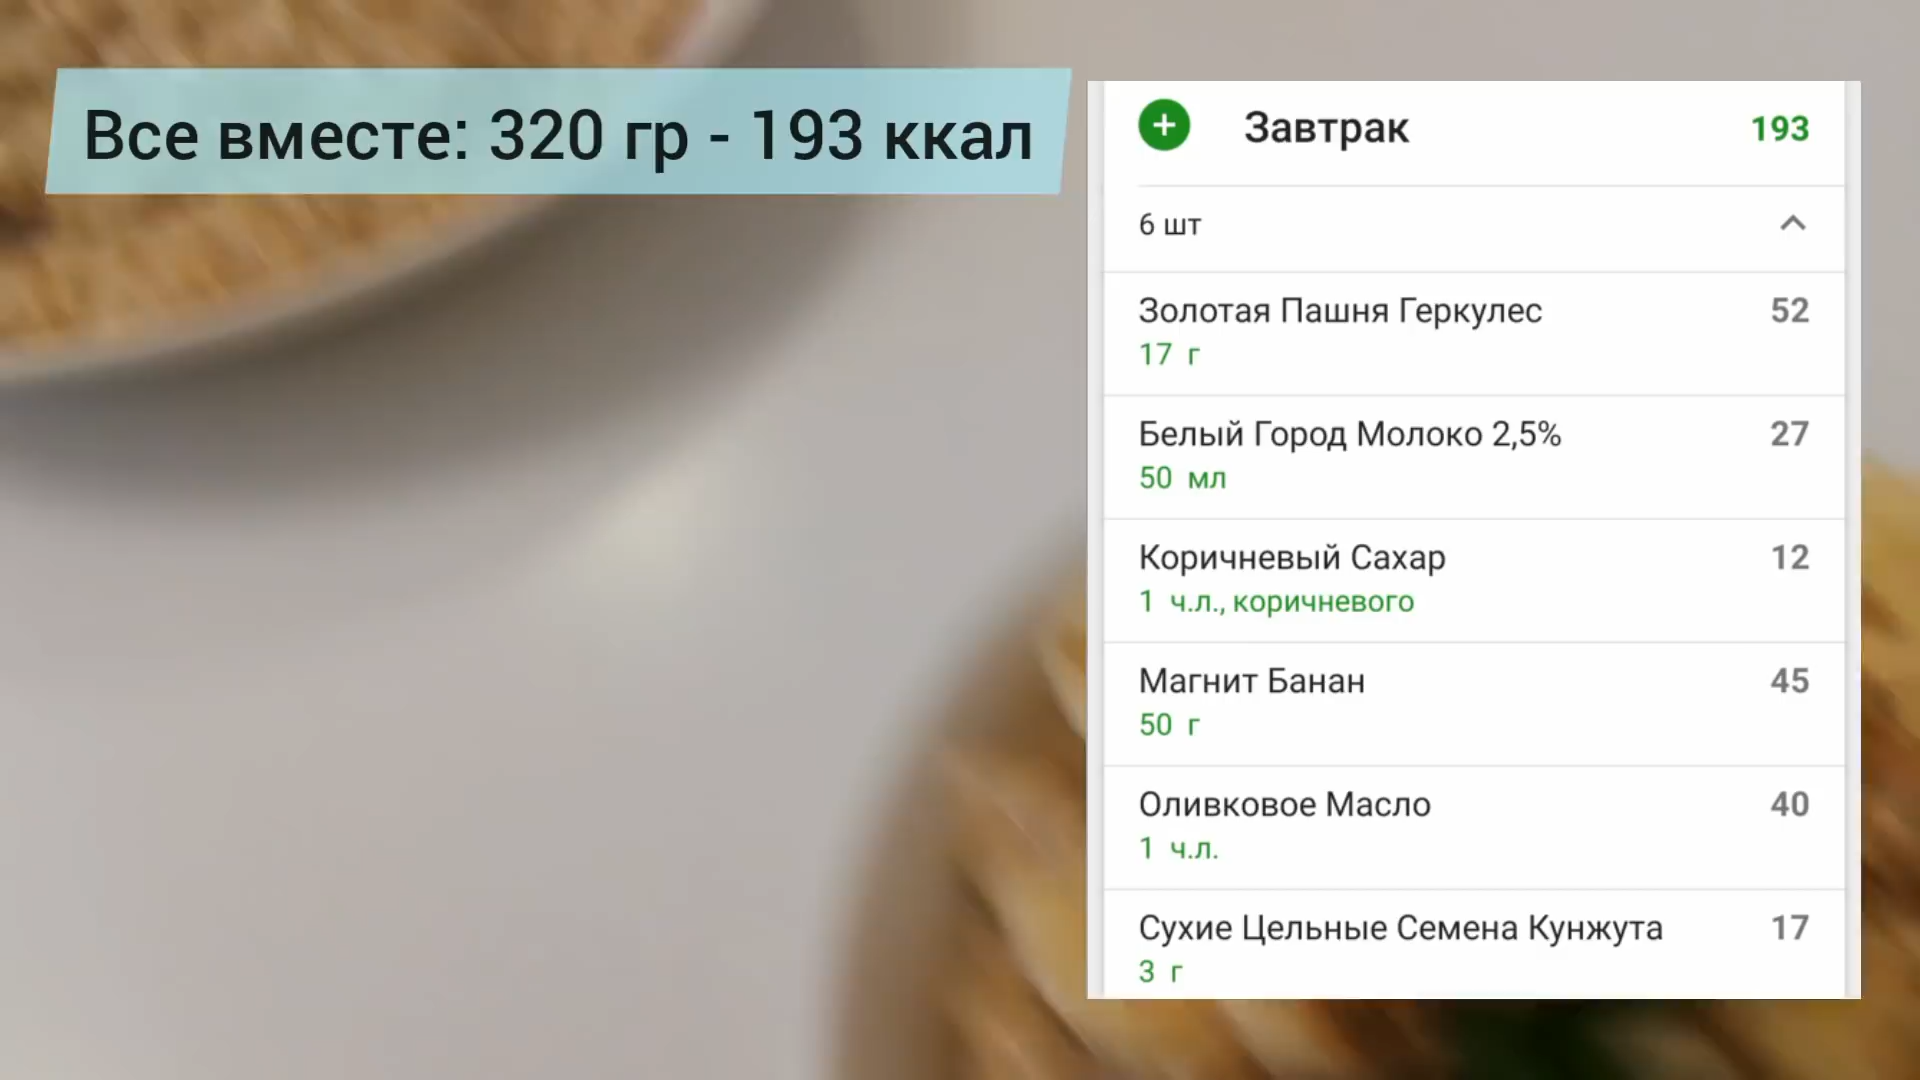 Все вместе: 320 гр - 193 ккал
Завтрак 193
6 шт
Золотая Пашня Геркулес 52
17 г
Белый Город Молоко 2,5% 27
50 мл
Коричневый Сахар 12
1 ч.л., коричневого
Магнит Банан 45
50 г
Оливковое Масло 40
1 ч.л.
Сухие Цельные Семена Кунжута 17
3 г